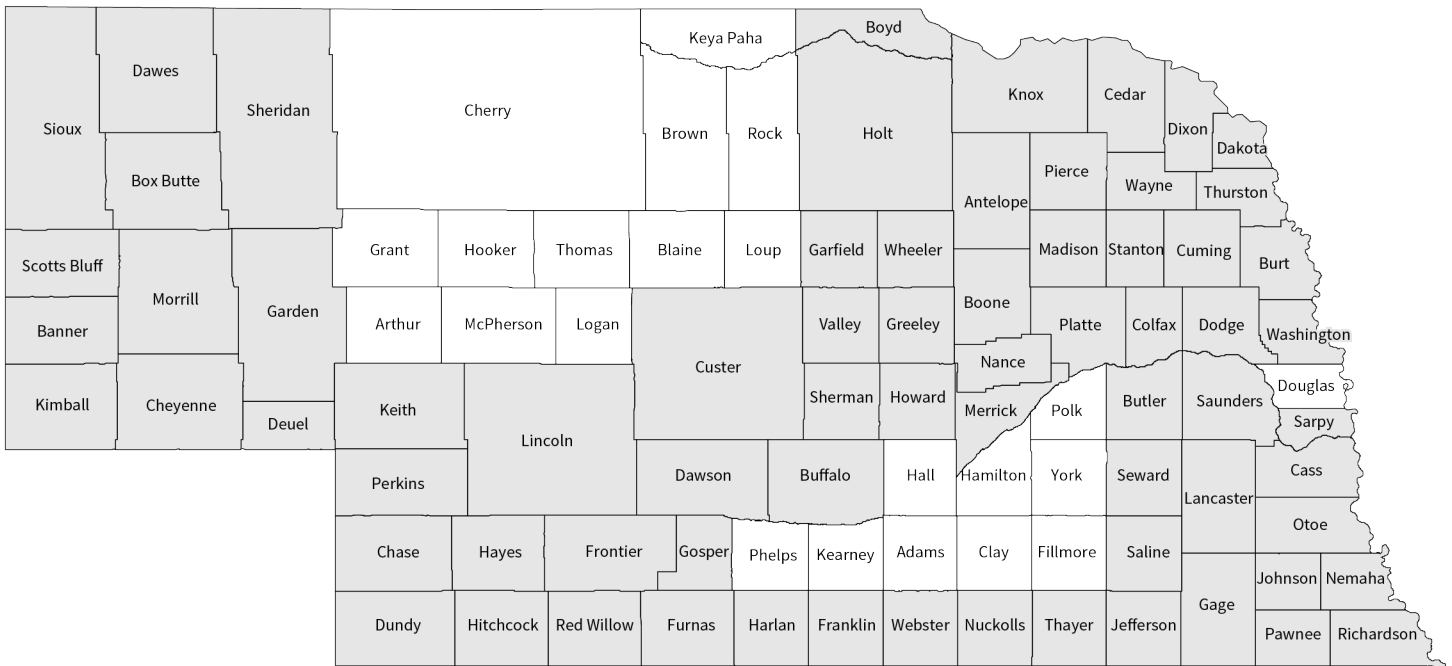 Boyd
Keya Paha
Dawes
Knox
Cedar
Sheridan
Cherry
Sioux
Brown
Rock
Holt
Dixon
Dakota
Pierce
Box Butte
Wayne
Thurston
Antelope
Grant
Hooker
Thomas
Blaine
Loup
Garfield
Wheeler
Madison
Stanton
Cuming
Scotts Bluff
Burt
Morrill
Boone
Garden
Banner
Arthur
McPherson
Logan
Valley
Greeley
Platte
Colfax
Dodge
Washington
Custer
Nance
Douglas
Kimball
Cheyenne
Keith
Sherman
Howard
Merrick
Polk
Butler
Saunders
Deuel
Sarpy
Lincoln
Perkins
Dawson
Buffalo
Hall
Hamilton
York
Seward
Cass
Lancaster
Otoe
Chase
Hayes
Frontier
Gosper
Phelps
Kearney
Adams
Clay
Fillmore
Saline
Johnson
Nemaha
Gage
Dundy
Hitchcock
Red Willow
Furnas
Harlan
Franklin
Webster
Nuckolls
Thayer
Jefferson
Pawnee
Richardson